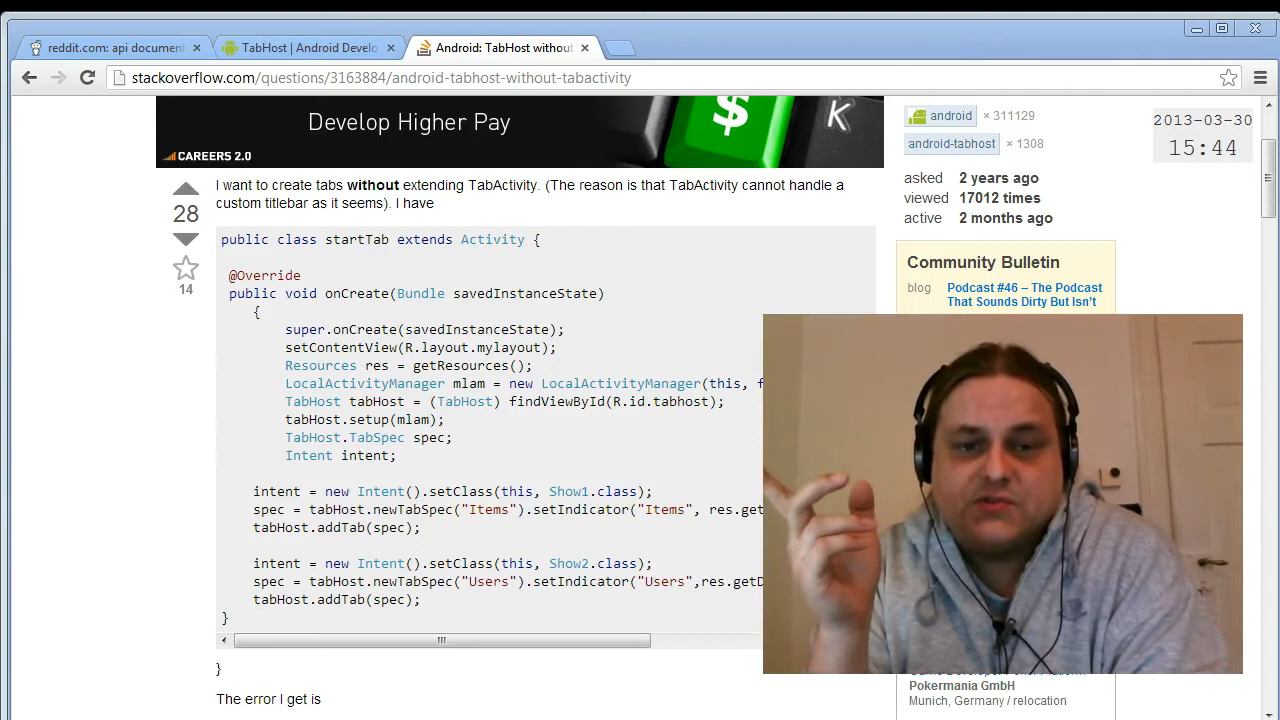 reddit.com: api document
TabHost | Android Develo
Android: TabHost without
stackoverflow.com/questions/3163884/android-tabhost-without-tabactivity
Develop Higher Pay
$
K
CAREERS 2.0
28
14
I want to create tabs without extending TabActivity. (The reason is that TabActivity cannot handle a
custom titlebar as it seems). I have
public class startTab extends Activity {
@Override
public void onCreate(Bundle savedInstanceState)
{
super.onCreate(savedInstanceState);
setContentView(R.layout.mylayout);
Resources res = getResources();
LocalActivityManager mlam = new LocalActivityManager(this, f
TabHost tabHost = (TabHost) findViewById(R.id.tabhost);
tabHost.setup(mlam);
TabHost.TabSpec spec;
Intent intent;
intent = new Intent().setClass(this, Show1.class);
spec = tabHost.newTabSpec("Items").setIndicator("Items", res.get
tabHost.addTab(spec);
intent = new Intent().setClass(this, Show2.class);
spec = tabHost.newTabSpec("Users").setIndicator("Users",res.getD
tabHost.addTab(spec);
}
}
The error I get is
android × 311129
android-tabhost × 1308
asked 2 years ago
viewed 17012 times
active 2 months ago
Community Bulletin
blog Podcast #46 – The Podcast
That Sounds Dirty But Isn't
Pokermania GmbH
Munich, Germany / relocation
2013-03-30
15:44